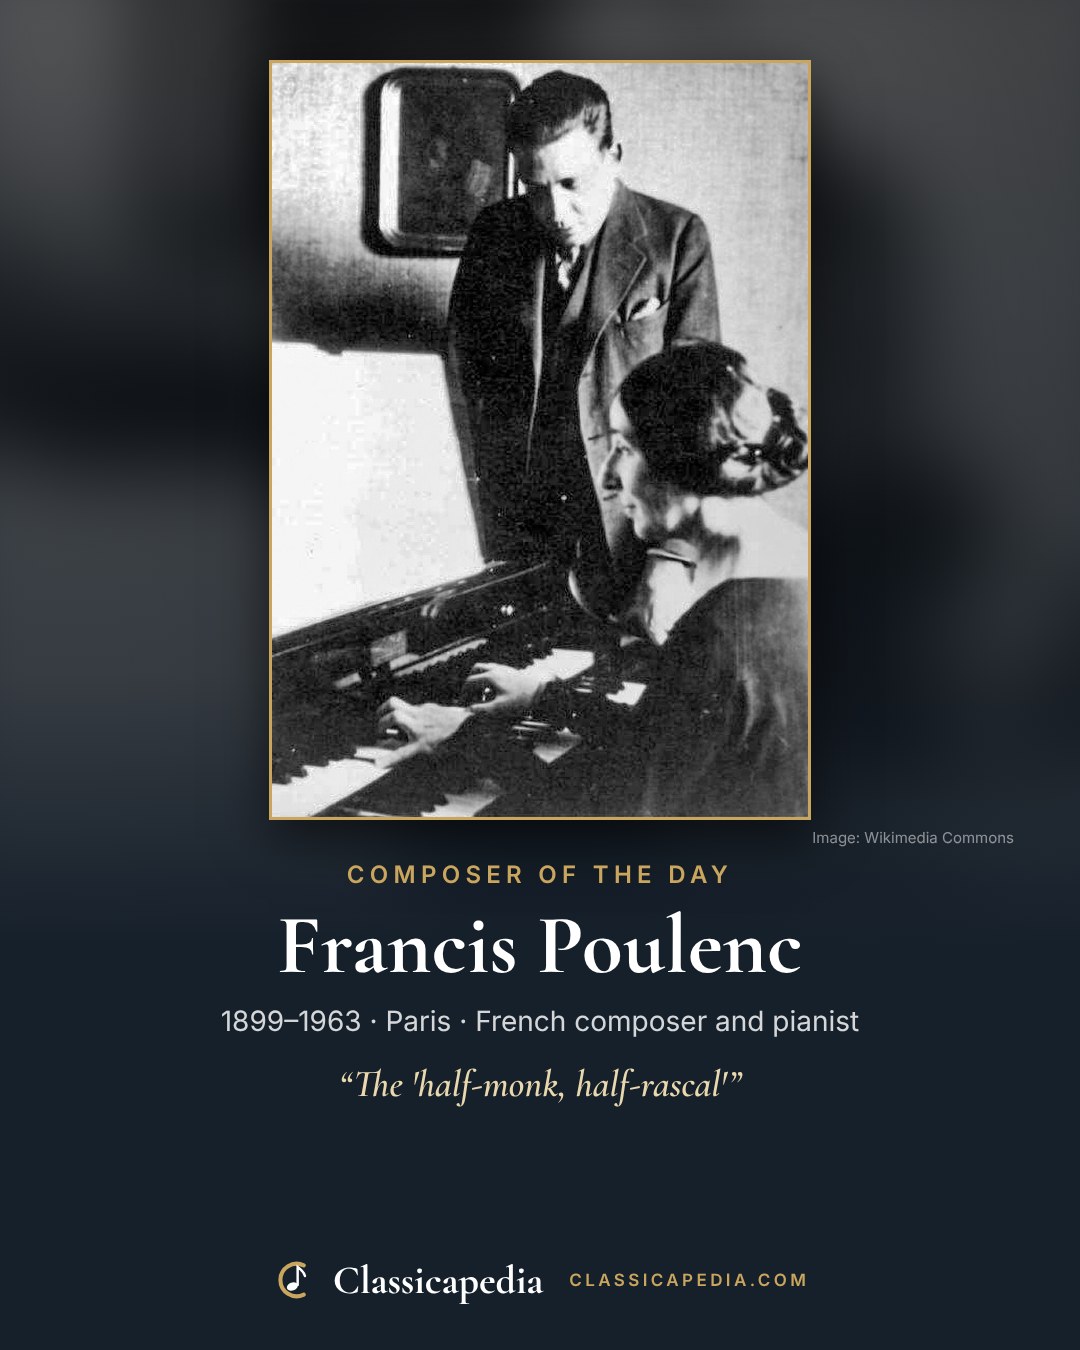 Image: Wikimedia Commons
COMPOSER OF THE DAY
Francis Poulenc
1899–1963 · Paris · French composer and pianist
“The 'half-monk, half-rascal'”
Classicapedia CLASSICAPEDIA.COM